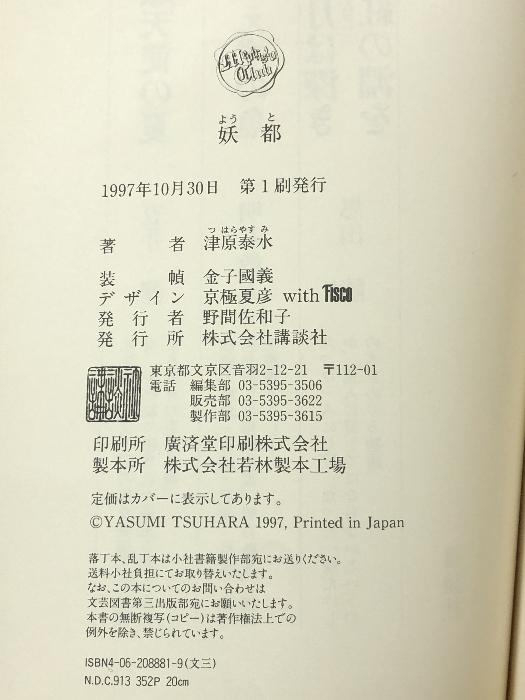 よう と
妖 都
1997年10月30日 第1刷発行
つ はらやす み
著 者 津原泰水
装 幀 金子國義
デザイン 京極夏彦 with FISCO
発 行 者 野間佐和子
発 行 所 株式会社講談社
東京都文京区音羽2-12-21 〒112-01
電話 編集部 03-5395-3506
販売部 03-5395-3622
製作部 03-5395-3615
印刷所 廣済堂印刷株式会社
製本所 株式会社若林製本工場
定価はカバーに表示してあります。
©YASUMI TSUHARA 1997, Printed in Japan
落丁本、乱丁本は小社書籍製作部宛にお送りください。
送料小社負担にてお取り替えいたします。
なお、この本についてのお問い合わせは
文芸図書第三出版部宛にお願いいたします。
本書の無断複写(コピー)は著作権法上での
例外を除き、禁じられています。
ISBN4-06-208881-9(文三)
N.D.C.913 352P 20cm